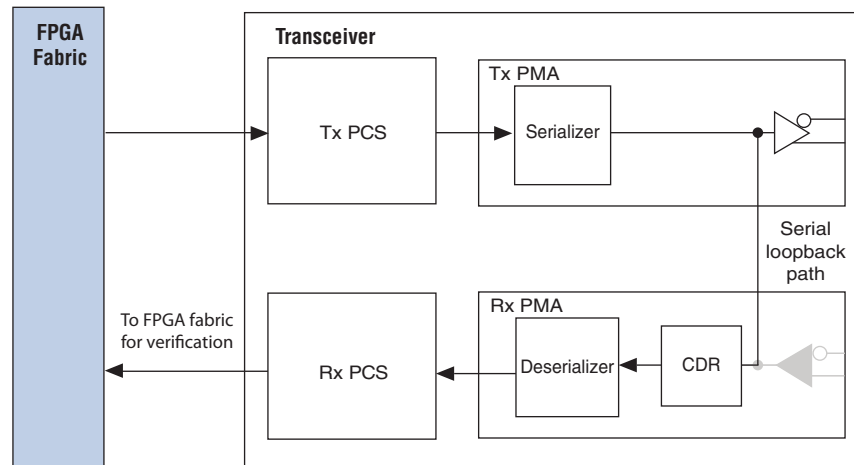 FPGA
Fabric
Transceiver
Tx PMA
Tx PCS
Serializer
Serial
loopback
path
To FPGA fabric
for verification
Rx PMA
Rx PCS
Deserializer
CDR